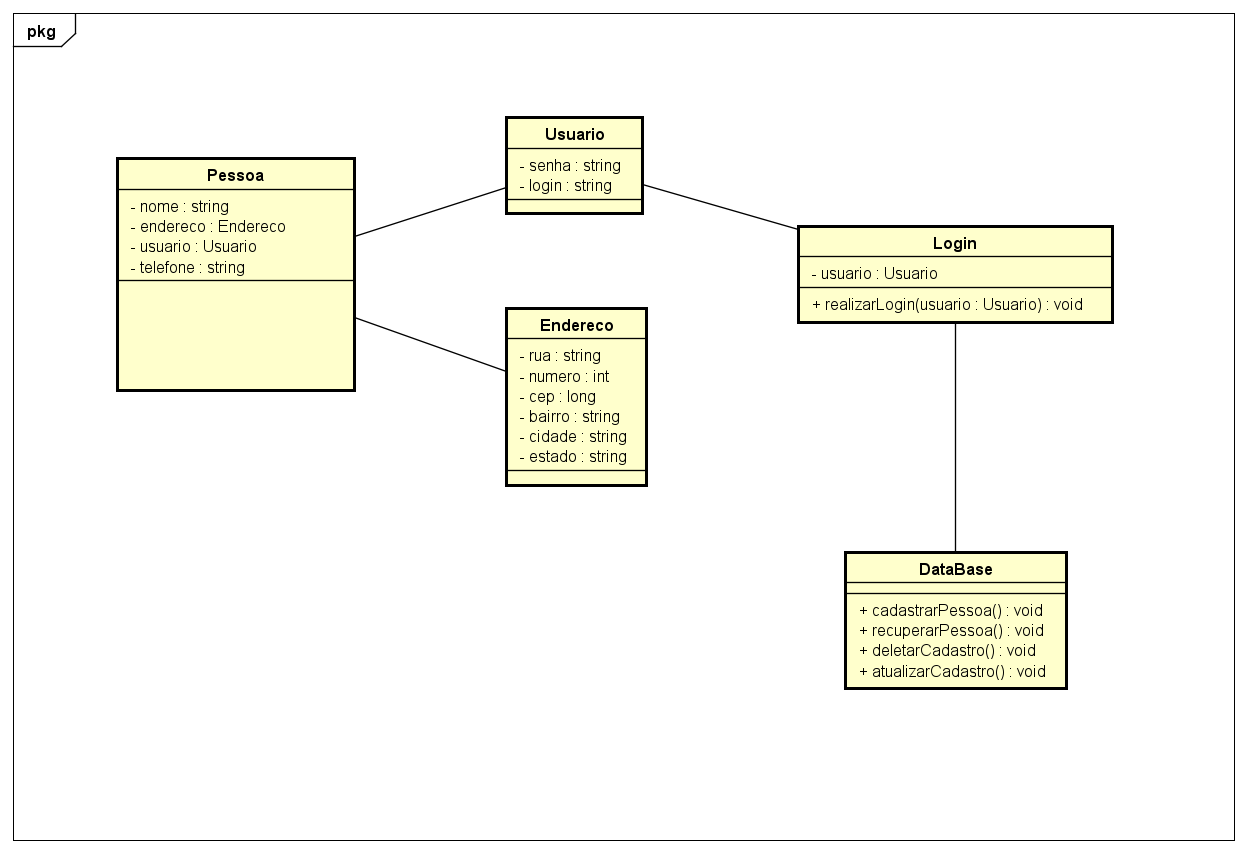 pkg
Usuario
- senha : string
- login : string
Pessoa
- nome : string
- endereco : Endereco
- usuario : Usuario
- telefone : string
Login
- usuario : Usuario
+ realizarLogin(usuario : Usuario) : void
Endereco
- rua : string
- numero : int
- cep : long
- bairro : string
- cidade : string
- estado : string
DataBase
+ cadastrarPessoa() : void
+ recuperarPessoa() : void
+ deletarCadastro() : void
+ atualizarCadastro() : void